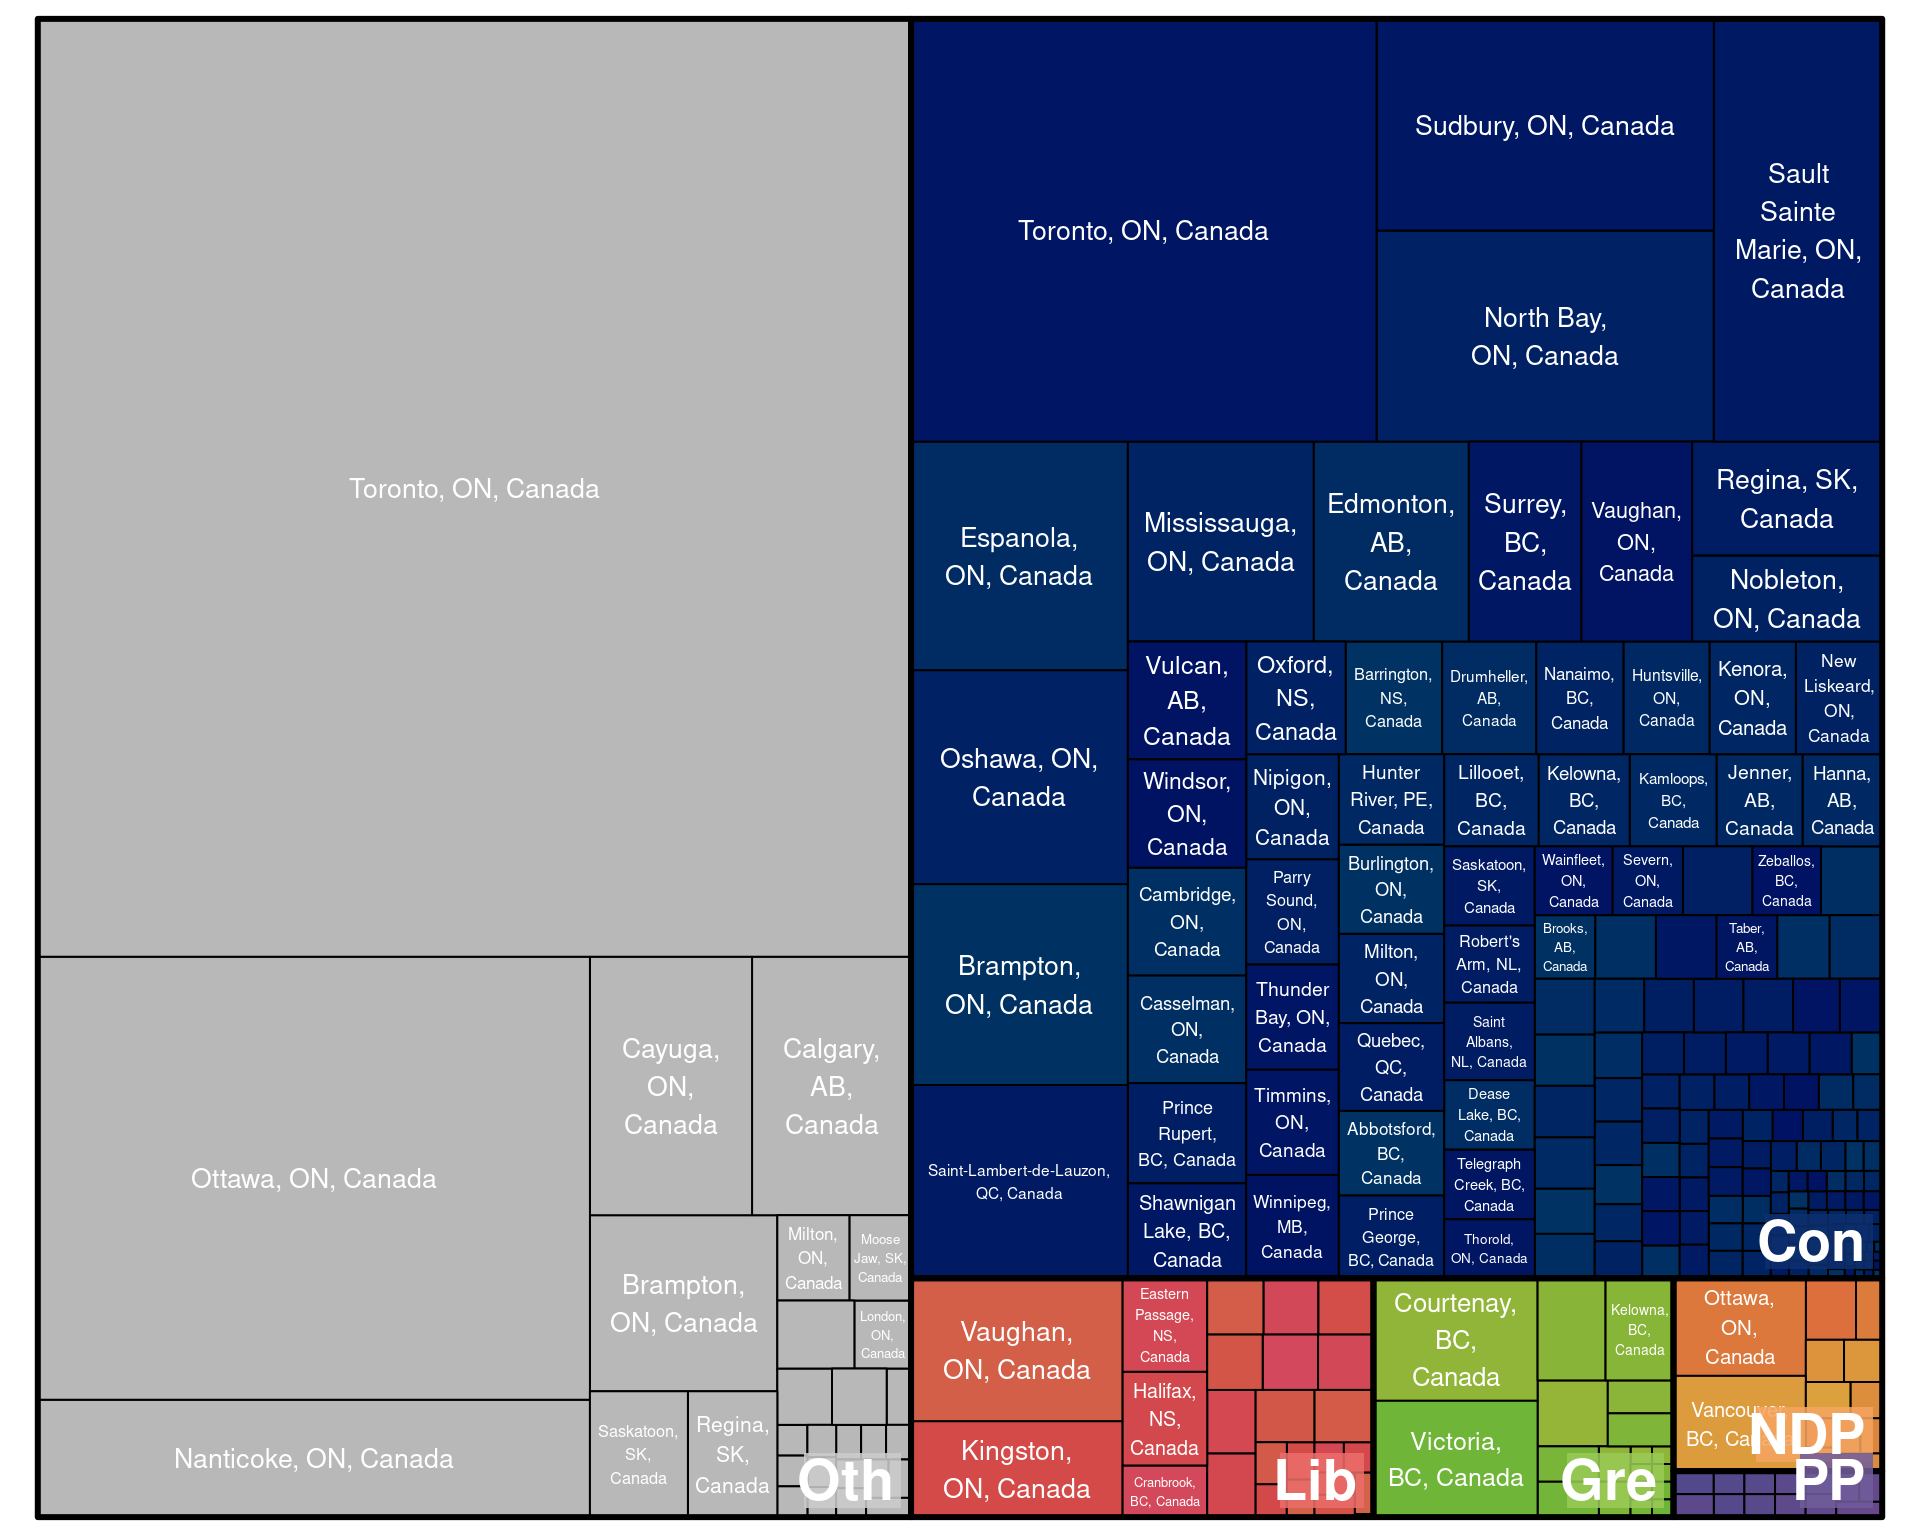 Toronto, ON, Canada
Ottawa, ON, Canada
Nanticoke, ON, Canada
Cayuga,
ON,
Canada
Calgary,
AB,
Canada
Brampton,
ON, Canada
Milton,
ON,
Canada
Moose
Jaw, SK,
Canada
London,
ON,
Canada
Saskatoon,
SK,
Canada
Regina,
SK,
Canada
Oth
Toronto, ON, Canada
Sudbury, ON, Canada
North Bay,
ON, Canada
Sault
Sainte
Marie, ON,
Canada
Espanola,
ON, Canada
Oshawa, ON,
Canada
Brampton,
ON, Canada
Saint-Lambert-de-Lauzon,
QC, Canada
Mississauga,
ON, Canada
Edmonton,
AB,
Canada
Surrey,
BC,
Canada
Vaughan,
ON,
Canada
Regina, SK,
Canada
Nobleton,
ON, Canada
Vulcan,
AB,
Canada
Windsor,
ON,
Canada
Cambridge,
ON,
Canada
Casselman,
ON,
Canada
Prince
Rupert,
BC, Canada
Shawnigan
Lake, BC,
Canada
Oxford,
NS,
Canada
Barrington,
NS,
Canada
Drumheller,
AB,
Canada
Nanaimo,
BC,
Canada
Huntsville,
ON,
Canada
Kenora,
ON,
Canada
New
Liskeard,
ON,
Canada
Nipigon,
ON,
Canada
Parry
Sound,
ON,
Canada
Thunder
Bay, ON,
Canada
Timmins,
ON,
Canada
Winnipeg,
MB,
Canada
Hunter
River, PE,
Canada
Burlington,
ON,
Canada
Milton,
ON,
Canada
Quebec,
QC,
Canada
Abbotsford,
BC,
Canada
Prince
George,
BC, Canada
Lillooet,
BC,
Canada
Kelowna,
BC,
Canada
Kamloops,
BC,
Canada
Jenner,
AB,
Canada
Hanna,
AB,
Canada
Saskatoon,
SK,
Canada
Robert's
Arm, NL,
Canada
Saint
Albans,
NL, Canada
Dease
Lake, BC,
Canada
Telegraph
Creek, BC,
Canada
Thorold,
ON, Canada
Wainfleet,
ON,
Canada
Severn,
ON,
Canada
Zeballos,
BC,
Canada
Brooks,
AB,
Canada
Taber,
AB,
Canada
Con
Vaughan,
ON, Canada
Kingston,
ON, Canada
Eastern
Passage,
NS,
Canada
Halifax,
NS,
Canada
Cranbrook,
BC, Canada
Lib
Courtenay,
BC,
Canada
Victoria,
BC, Canada
Kelowna,
BC,
Canada
Gre
Ottawa,
ON,
Canada
Vancouver,
BC, Canada
NDP
PP